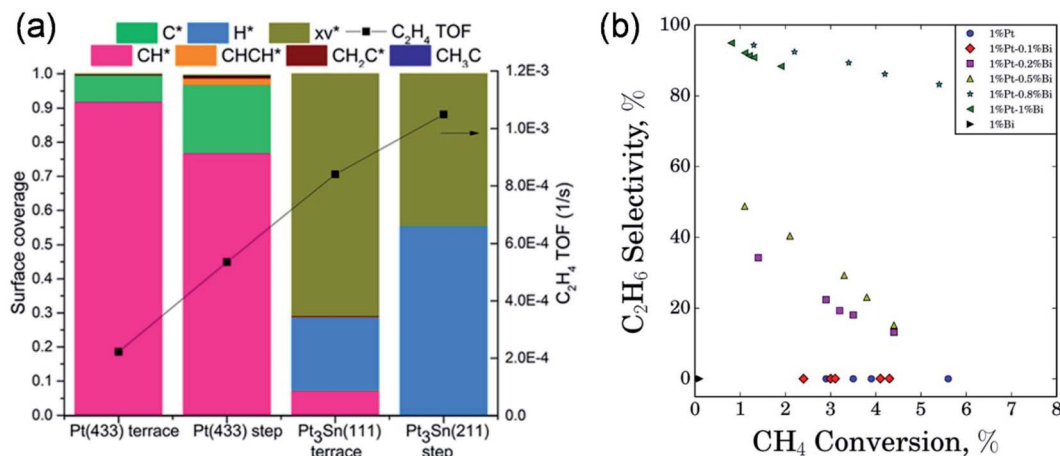 (a)
C* H* xv* C₂H₄ TOF
CH* CHCH* CH₂C* CH₃C
Surface coverage
1.0
0.9
0.8
0.7
0.6
0.5
0.4
0.3
0.2
0.1
0.0
1.2E-3
1.0E-3
8.0E-4
6.0E-4
4.0E-4
2.0E-4
0.0
C₂H₄ TOF (1/s)
Pt(433) terrace Pt(433) step Pt₃Sn(111) Pt₃Sn(211)
terrace step
(b)
C₂H₆ Selectivity, %
100
80
60
40
20
0
1%Pt
1%Pt-0.1%Bi
1%Pt-0.2%Bi
1%Pt-0.5%Bi
1%Pt-0.8%Bi
1%Pt-1%Bi
1%Bi
0 1 2 3 4 5 6 7 8
CH₄ Conversion, %